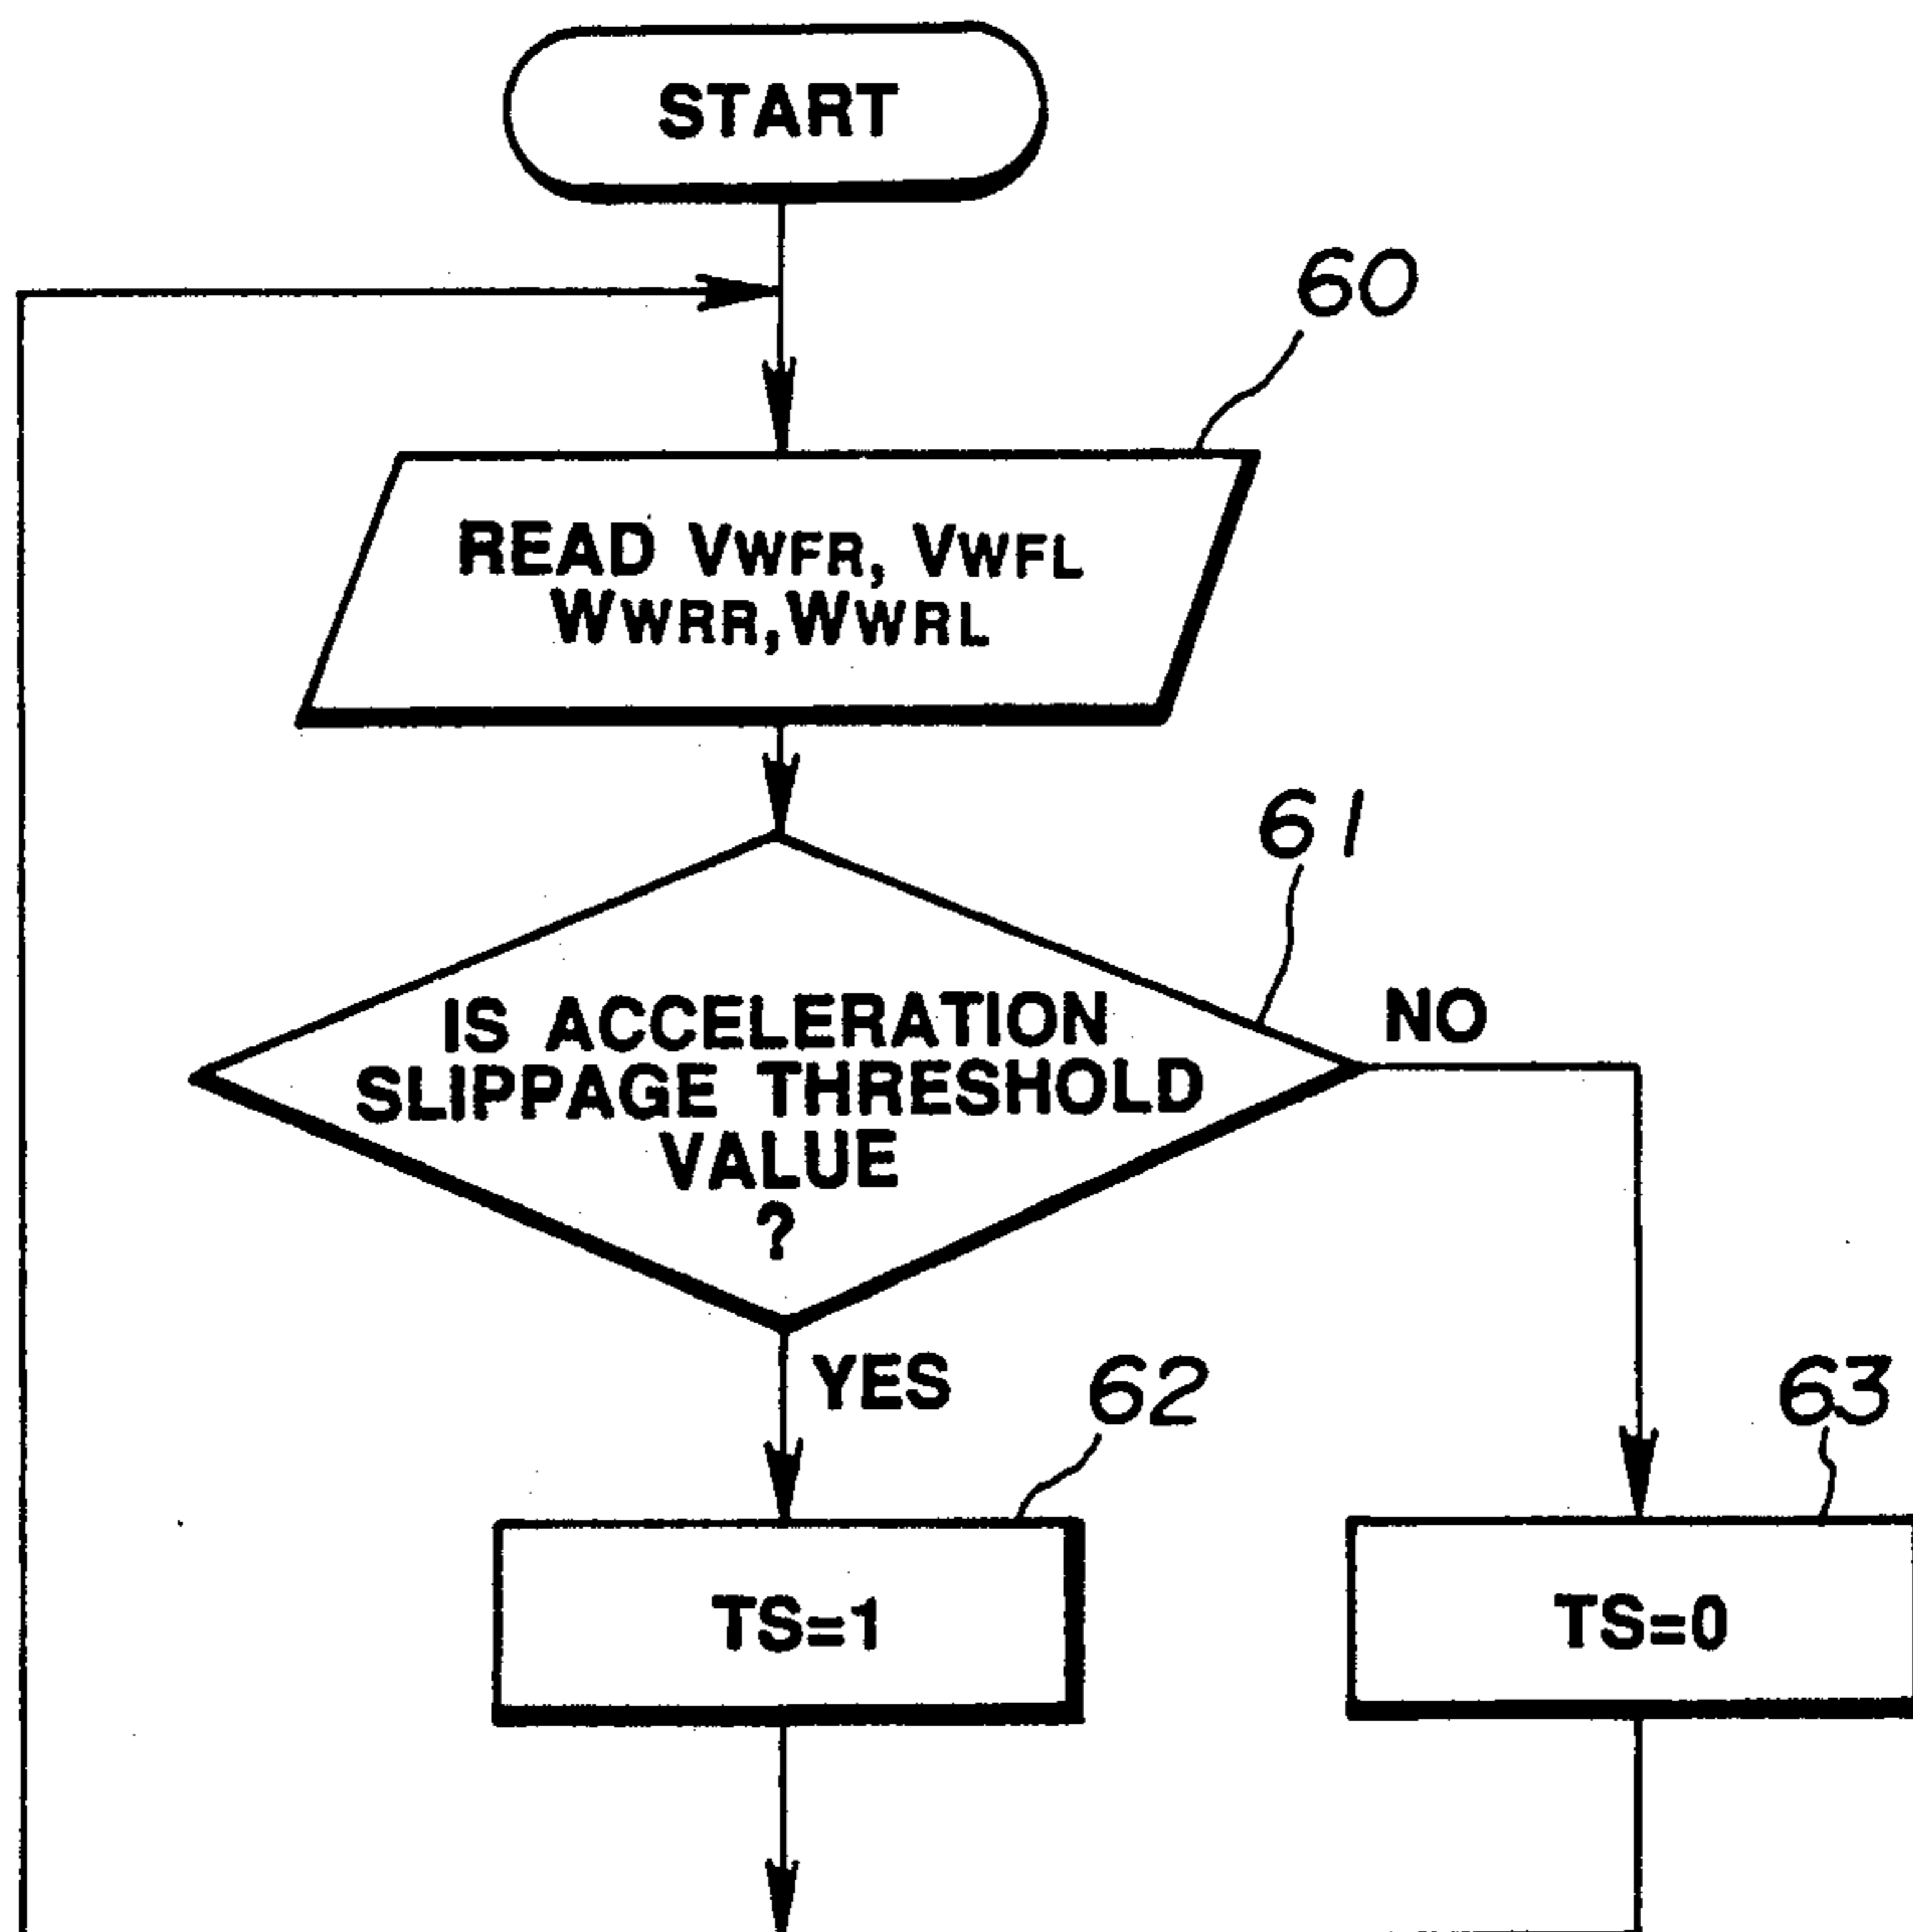 START
60
READ VWFR, VWFL
WWRR,WWRL
61
IS ACCELERATION
SLIPPAGE THRESHOLD
VALUE
?
NO
YES
62
63
TS=1
TS=0